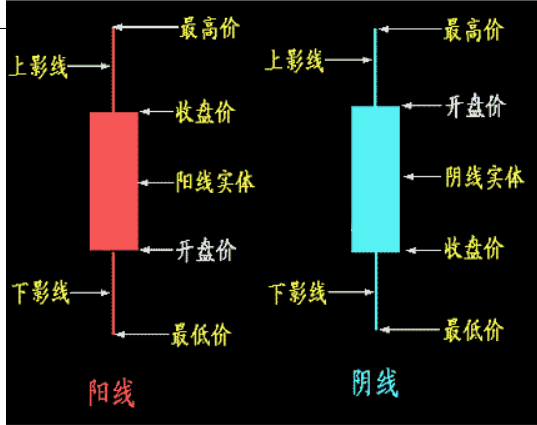 最高价
上影线
收盘价
阳线实体
开盘价
下影线
最低价
阳线
最高价
上影线
开盘价
阴线实体
收盘价
下影线
最低价
阴线